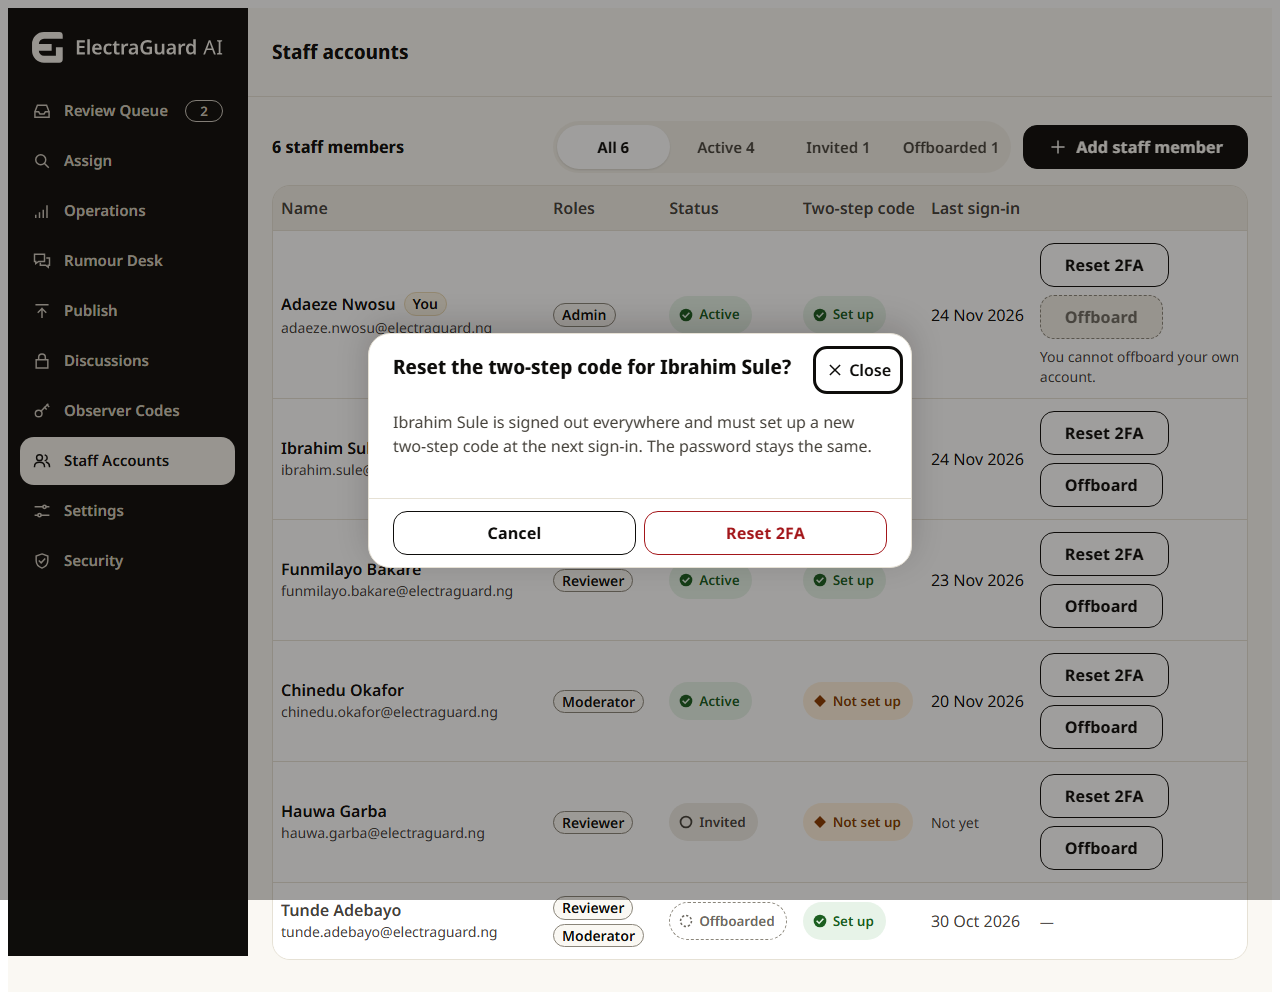 ElectraGuard AI
Review Queue 2
Assign
Operations
Rumour Desk
Publish
Discussions
Observer Codes
Staff Accounts
Settings
Security
Staff accounts
6 staff members
All 6 Active 4 Invited 1 Offboarded 1
Add staff member
Name Roles Status Two-step code Last sign-in
Adaeze Nwosu You
adaeze.nwosu@electraguard.ng
Admin Active Set up 24 Nov 2026
Reset 2FA
Offboard
You cannot offboard your own
account.
Reset the two-step code for Ibrahim Sule?
Close
Ibrahim Sule is signed out everywhere and must set up a new
two-step code at the next sign-in. The password stays the same.
Cancel Reset 2FA
Ibrahim Sul
ibrahim.sule@
24 Nov 2026
Reset 2FA
Offboard
Funmilayo Bakare
funmilayo.bakare@electraguard.ng
Reviewer Active Set up 23 Nov 2026
Reset 2FA
Offboard
Chinedu Okafor
chinedu.okafor@electraguard.ng
Moderator Active Not set up 20 Nov 2026
Reset 2FA
Offboard
Hauwa Garba
hauwa.garba@electraguard.ng
Reviewer Invited Not set up Not yet
Reset 2FA
Offboard
Tunde Adebayo
tunde.adebayo@electraguard.ng
Reviewer
Moderator
Offboarded Set up 30 Oct 2026 —